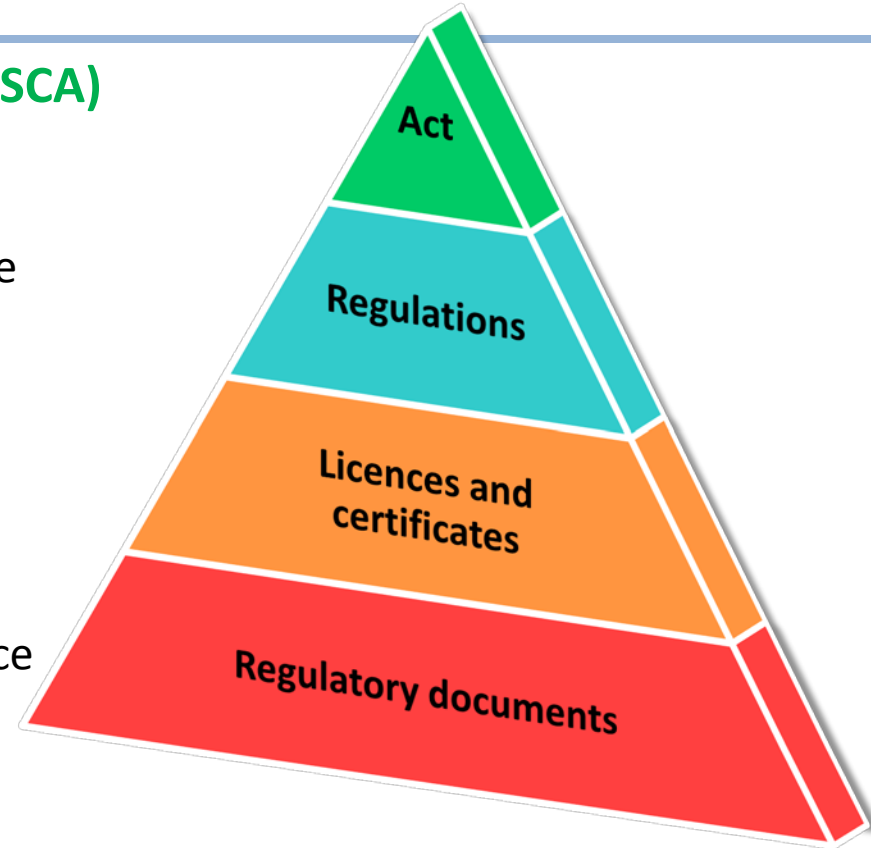 SCA)
Act
e
Regulations
Licences and
certificates
ce
Regulatory documents